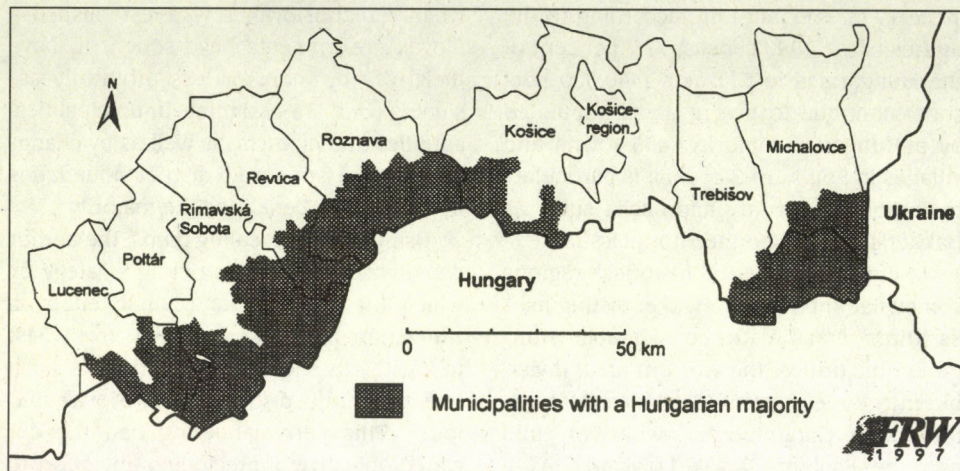 N
Roznava
Košice
Košice-
region
Michalovce
Revúca
Rimavská
Sobota
Trebišov
Ukraine
Poltár
Lucenec
Hungary
0 50 km
Municipalities with a Hungarian majority
FRW
1997